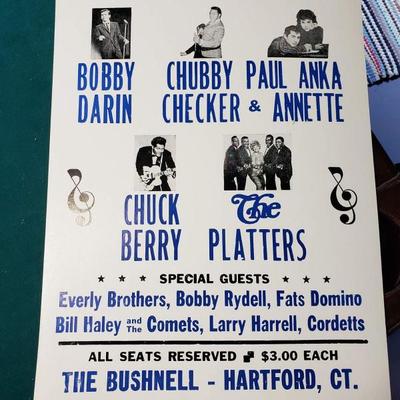 BOBBY CHUBBY PAUL ANKA
DARIN CHECKER & ANNETTE
CHUCK The
BERRY PLATTERS
★ ★ ★ SPECIAL GUESTS ★ ★ ★
Everly Brothers, Bobby Rydell, Fats Domino
Bill Haley and The Comets, Larry Harrell, Cordetts
ALL SEATS RESERVED $3.00 EACH
THE BUSHNELL - HARTFORD, CT.